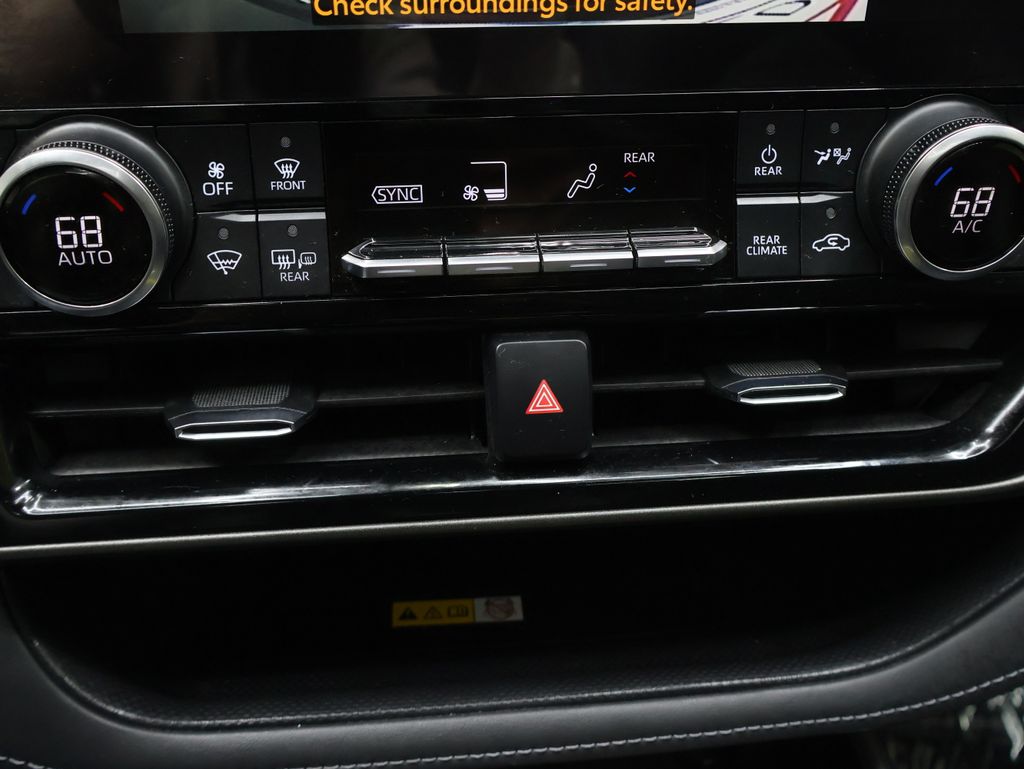 Check surroundings for safety.
OFF
FRONT
REAR
SYNC
REAR
REAR
REAR
CLIMATE
68
AUTO
68
A/C